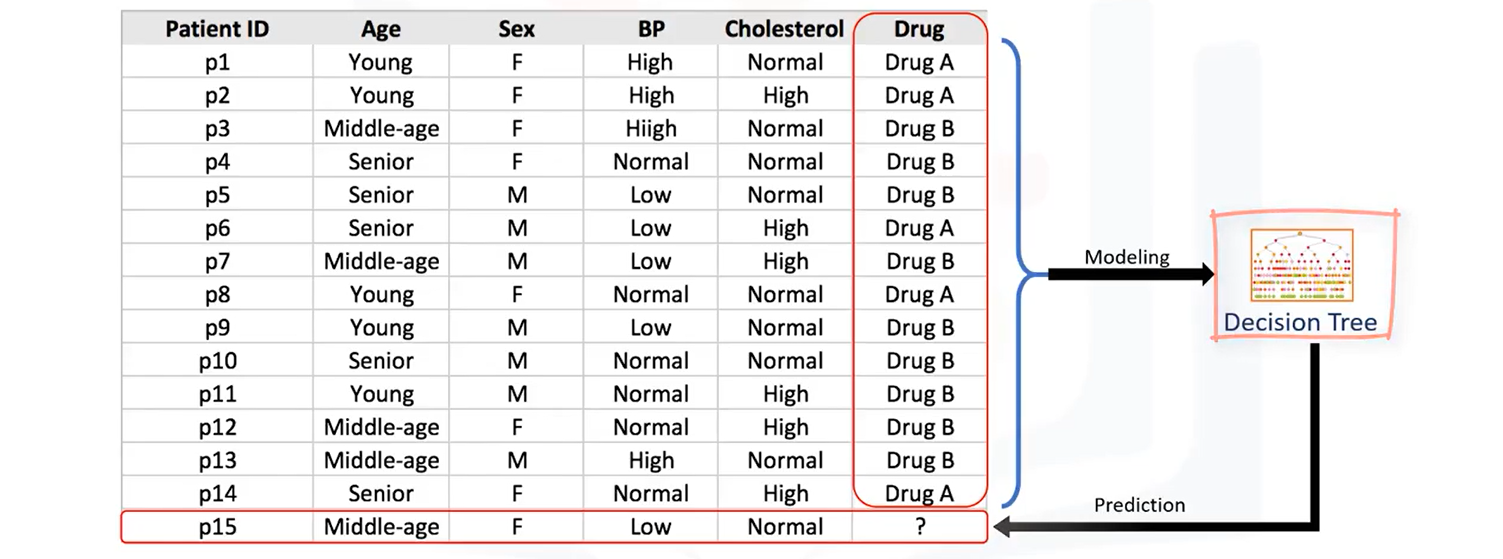 Patient ID Age Sex BP Cholesterol Drug
p1 Young F High Normal Drug A
p2 Young F High High Drug A
p3 Middle-age F Hiigh Normal Drug B
p4 Senior F Normal Normal Drug B
p5 Senior M Low Normal Drug B
p6 Senior M Low High Drug A
p7 Middle-age M Low High Drug B
p8 Young F Normal Normal Drug A
p9 Young M Low Normal Drug B
p10 Senior M Normal Normal Drug B
p11 Young M Normal High Drug B
p12 Middle-age F Normal High Drug B
p13 Middle-age M High Normal Drug B
p14 Senior F Normal High Drug A
p15 Middle-age F Low Normal ?
Modeling
Decision Tree
Prediction